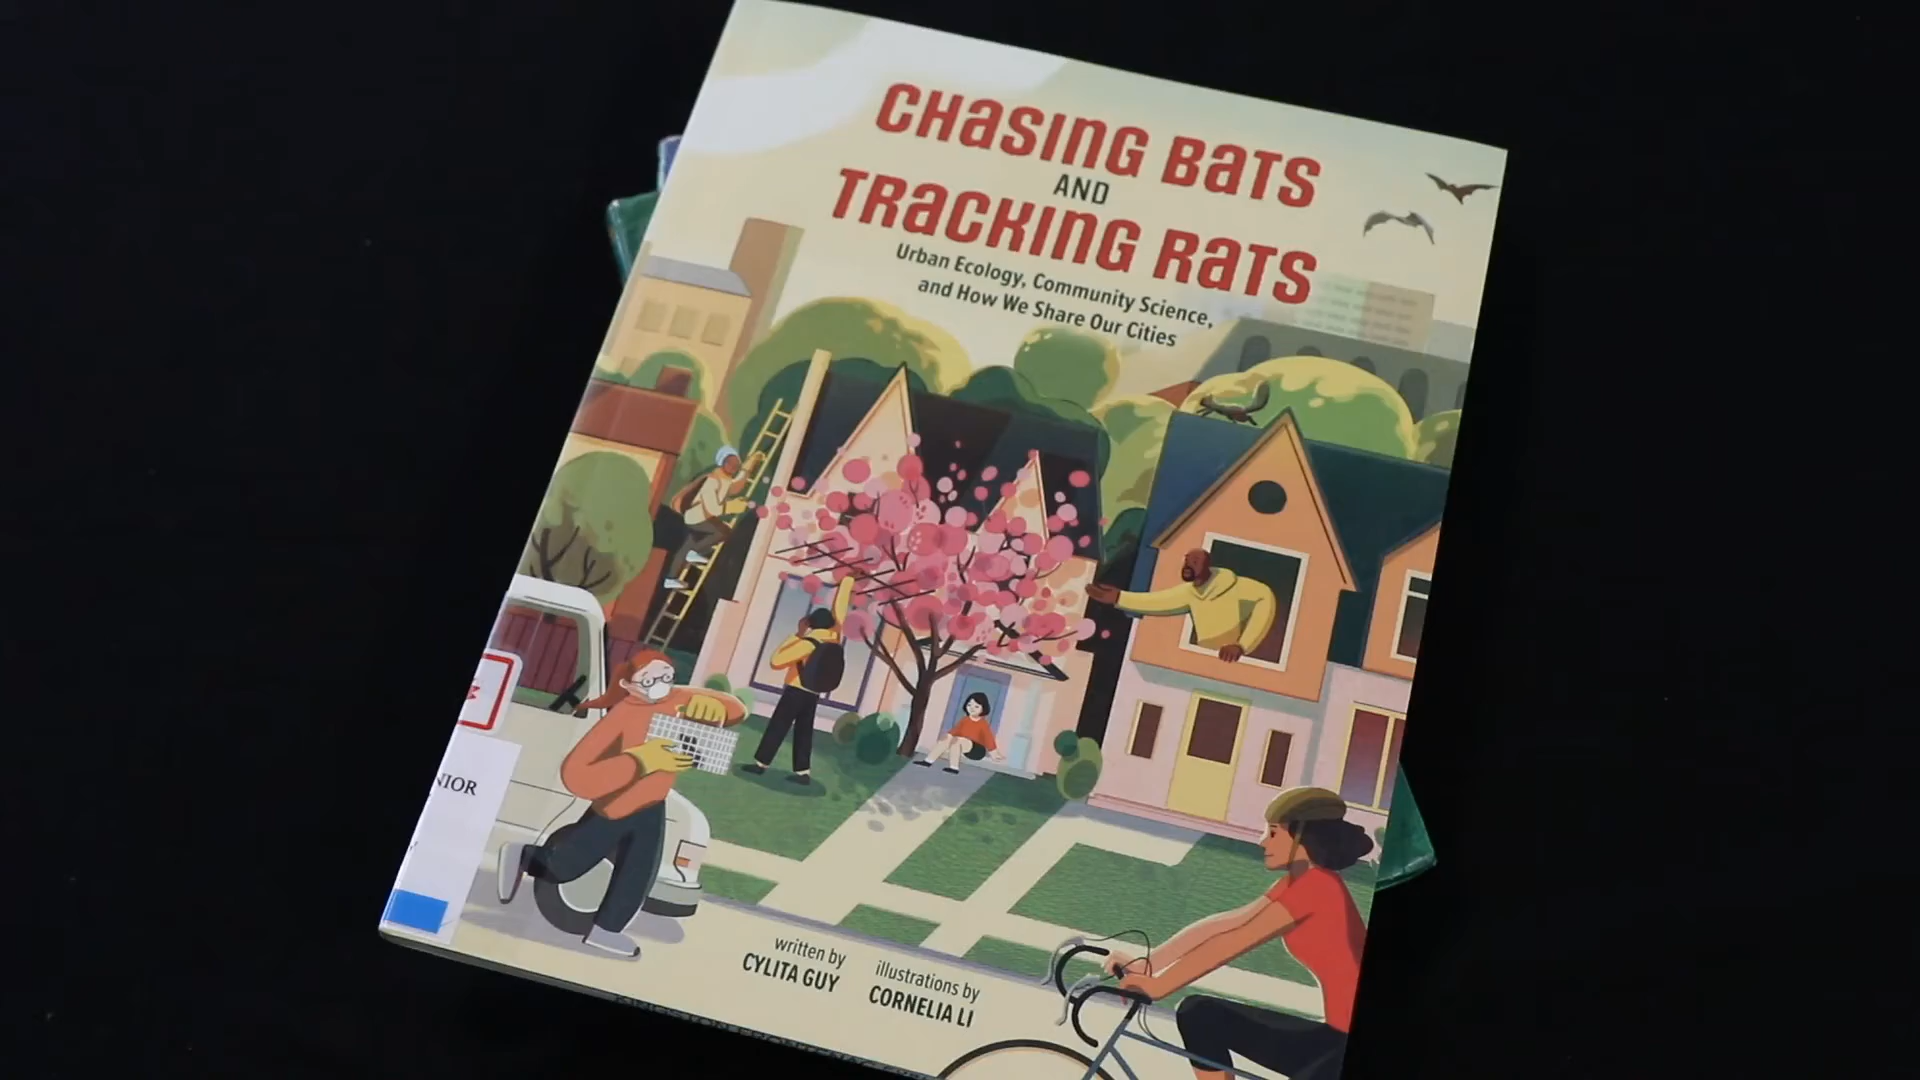 CHASING BATS
AND
TRACKING RATS
Urban Ecology, Community Science,
and How We Share Our Cities
NIOR
written by
CYLITA GUY
illustrations by
CORNELIA LI